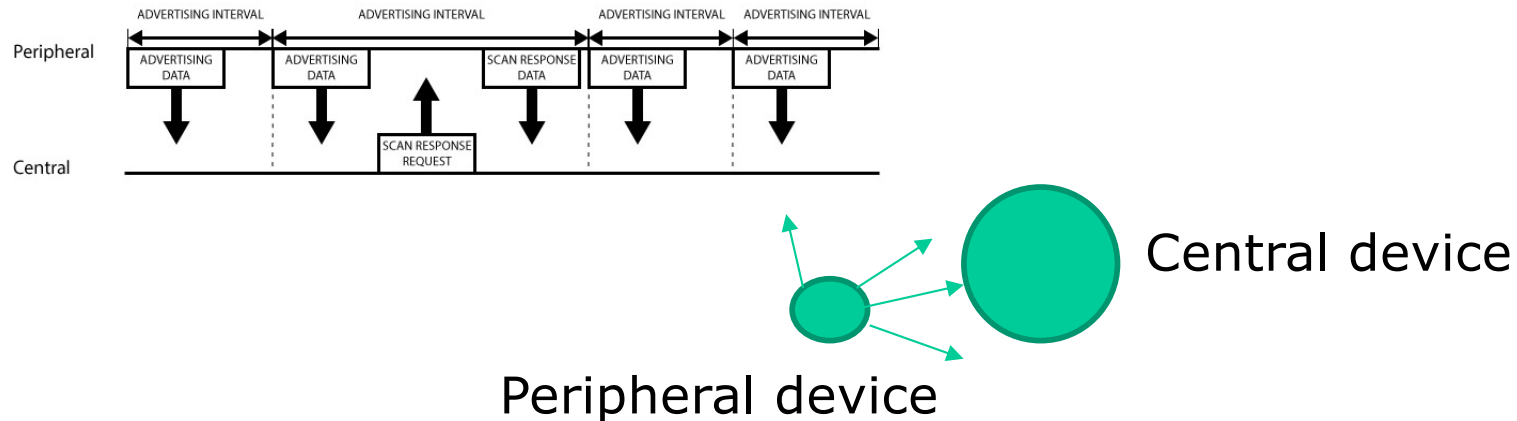 ADVERTISING INTERVAL ADVERTISING INTERVAL ADVERTISING INTERVAL ADVERTISING INTERVAL
Peripheral
ADVERTISING
DATA
ADVERTISING
DATA
SCAN RESPONSE
DATA
ADVERTISING
DATA
ADVERTISING
DATA
SCAN RESPONSE
REQUEST
Central
Central device
Peripheral device